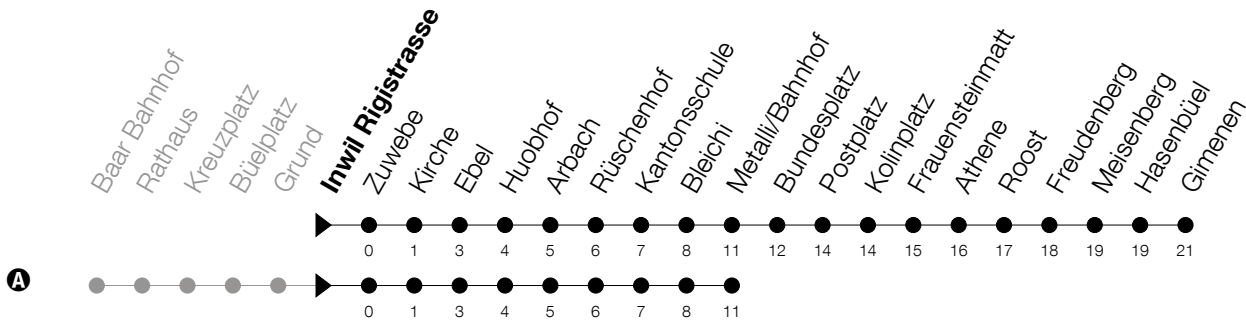 Baar Bahnhof
Rathaus
Kreuzplatz
Büelplatz
Grund
Inwil Rigistrasse
Zuwebe
Kirche
Ebel
Huobhof
Arbach
Rüschenhof
Kantonsschule
Bleichi
Metalli/Bahnhof
Bundesplatz
Postplatz
Kolinplatz
Frauensteinmatt
Athene
Roost
Freudenberg
Meisenberg
Hasenbüel
Gimenen
0 1 3 4 5 6 7 8 11 12 14 14 15 16 17 18 19 19 21
A
0 1 3 4 5 6 7 8 11